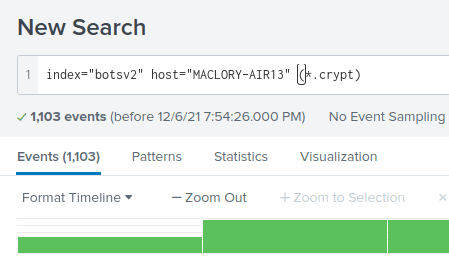 New Search
1 index="botsv2" host="MACLORY-AIR13" (*.crypt)
✓ 1,103 events (before 12/6/21 7:54:26.000 PM) No Event Sampling
Events (1,103) Patterns Statistics Visualization
Format Timeline ▾ − Zoom Out + Zoom to Selection ×